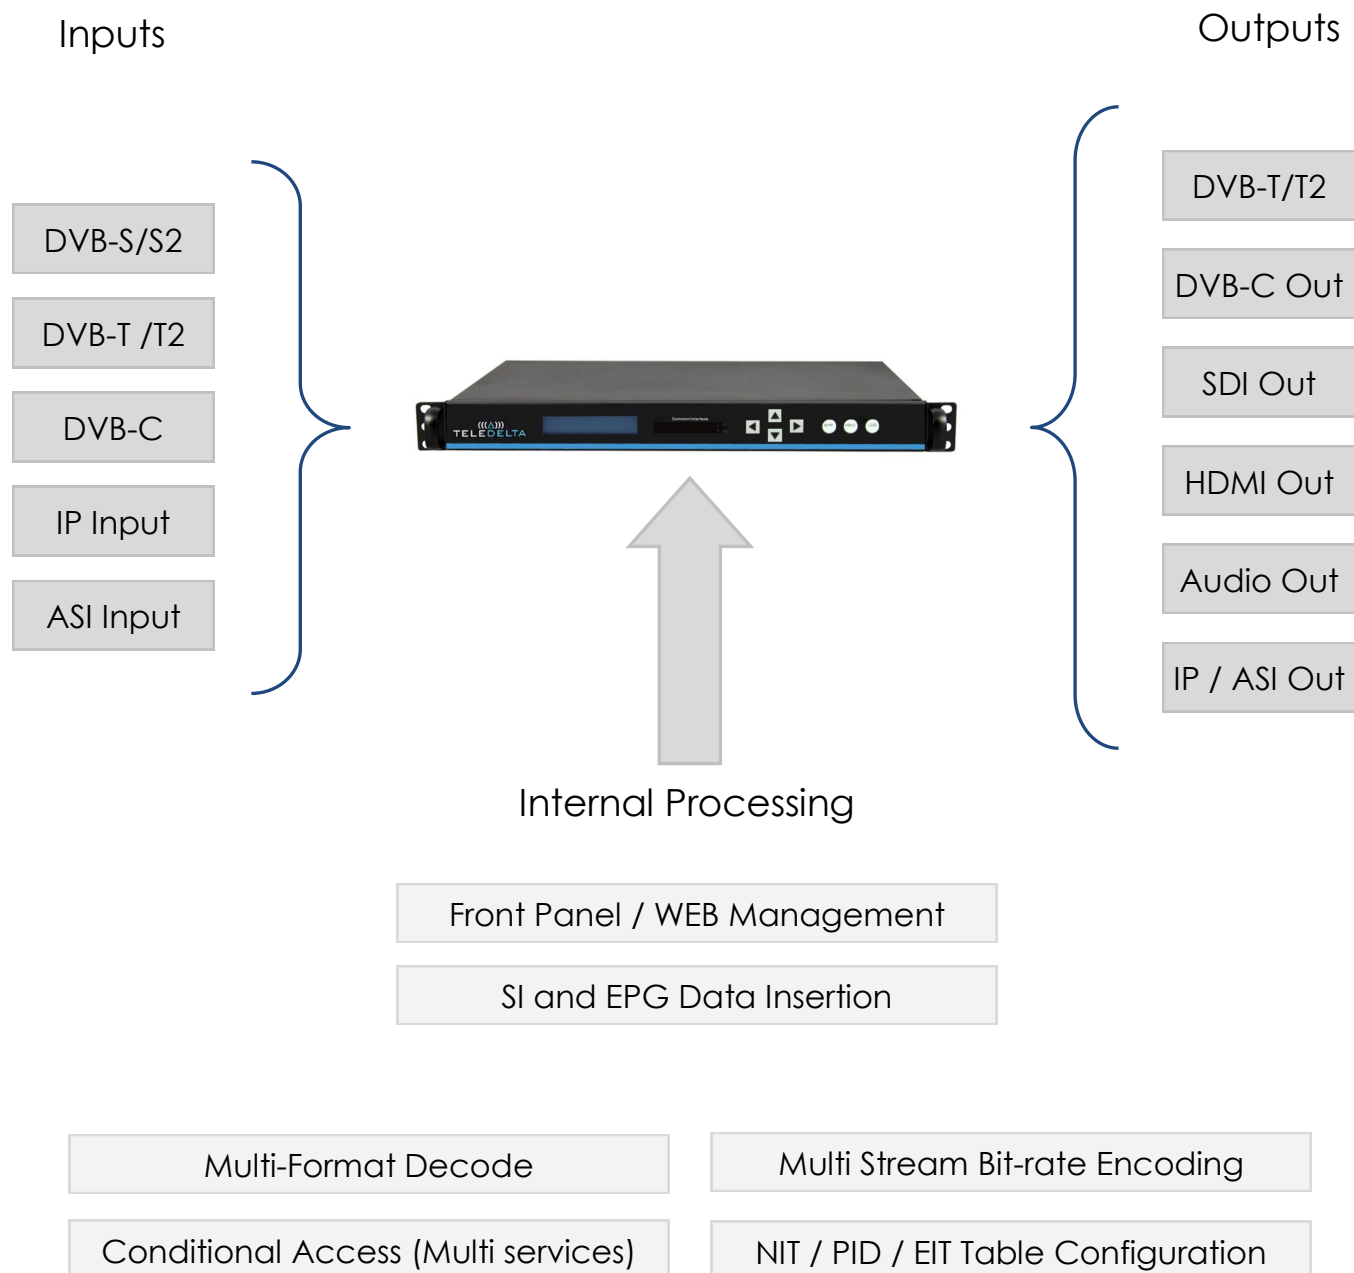 Inputs
Outputs
DVB-S/S2
DVB-T /T2
DVB-C
IP Input
ASI Input
TELEDELTA
Common Interface
DVB-T/T2
DVB-C Out
SDI Out
HDMI Out
Audio Out
IP / ASI Out
Internal Processing
Front Panel / WEB Management
SI and EPG Data Insertion
Multi-Format Decode
Multi Stream Bit-rate Encoding
Conditional Access (Multi services)
NIT / PID / EIT Table Configuration